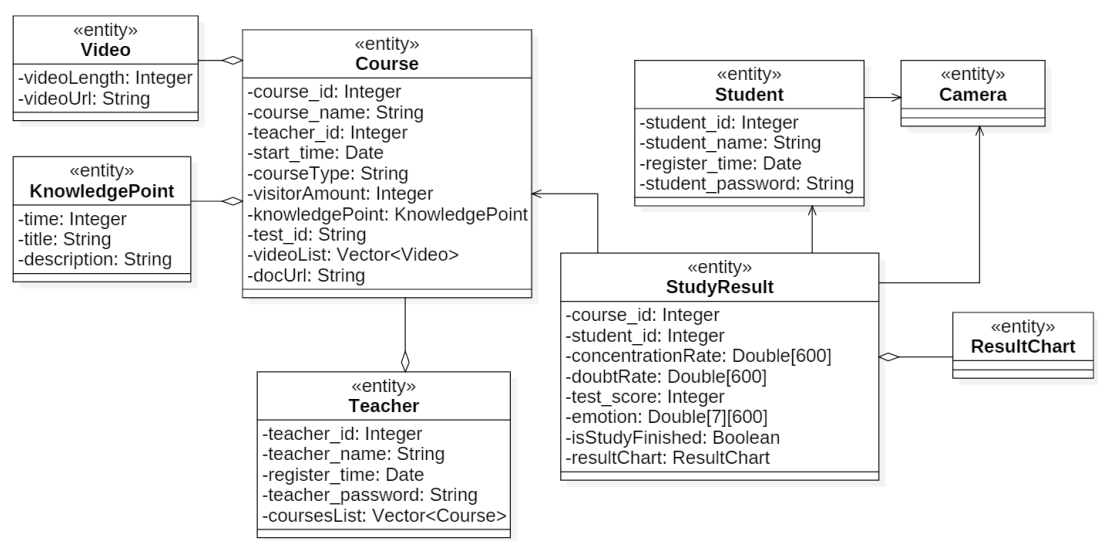 «entity»
Video
-videoLength: Integer
-videoUrl: String
«entity»
KnowledgePoint
-time: Integer
-title: String
-description: String
«entity»
Course
-course_id: Integer
-course_name: String
-teacher_id: Integer
-start_time: Date
-courseType: String
-visitorAmount: Integer
-knowledgePoint: KnowledgePoint
-test_id: String
-videoList: Vector<Video>
-docUrl: String
«entity»
Teacher
-teacher_id: Integer
-teacher_name: String
-register_time: Date
-teacher_password: String
-coursesList: Vector<Course>
«entity»
Student
-student_id: Integer
-student_name: String
-register_time: Date
-student_password: String
«entity»
Camera
«entity»
StudyResult
-course_id: Integer
-student_id: Integer
-concentrationRate: Double[600]
-doubtRate: Double[600]
-test_score: Integer
-emotion: Double[7][600]
-isStudyFinished: Boolean
-resultChart: ResultChart
«entity»
ResultChart